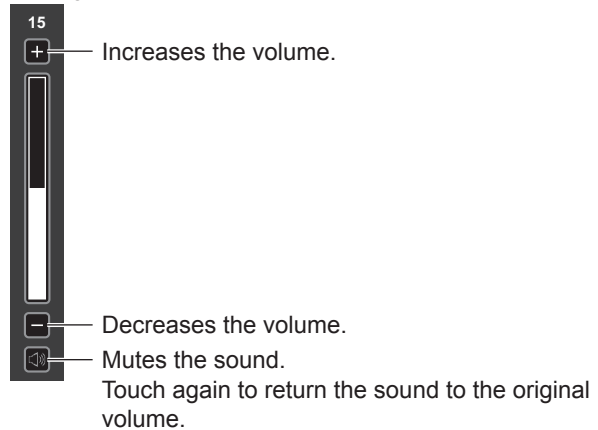 15
+
Increases the volume.
−
Decreases the volume.
Mutes the sound.
Touch again to return the sound to the original
volume.